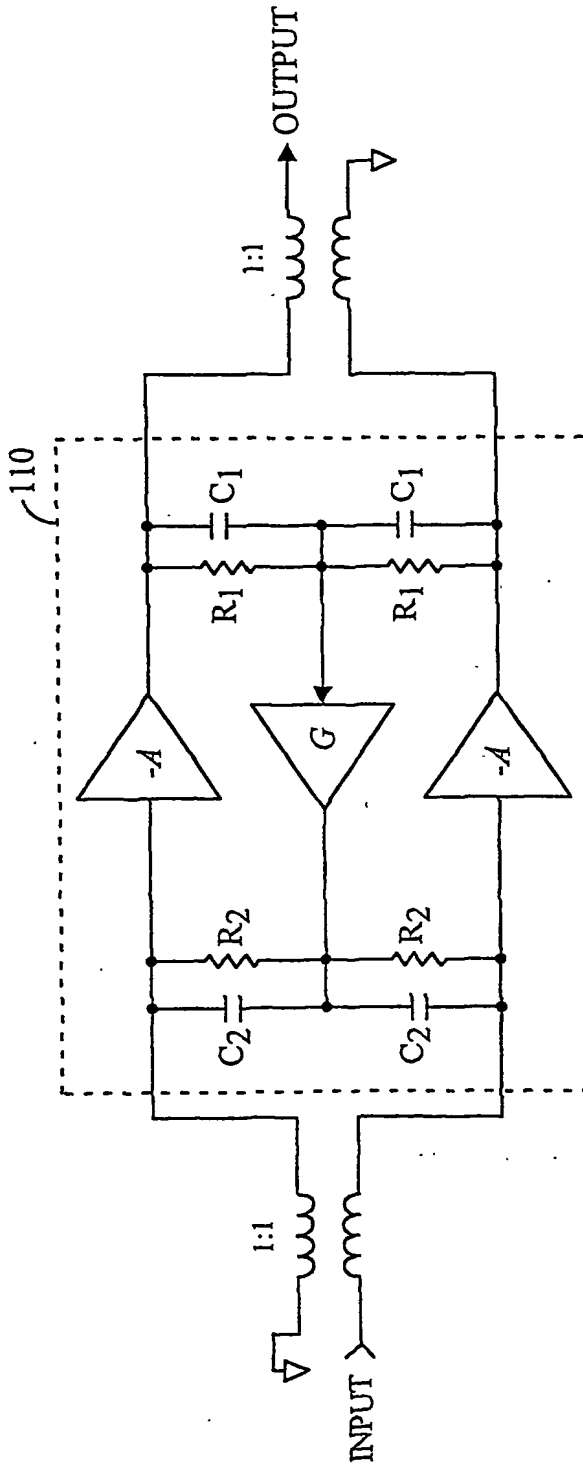 110
1:1
OUTPUT
-A
R₁
C₁
G
R₁
C₁
-A
C₂
R₂
C₂
R₂
1:1
INPUT